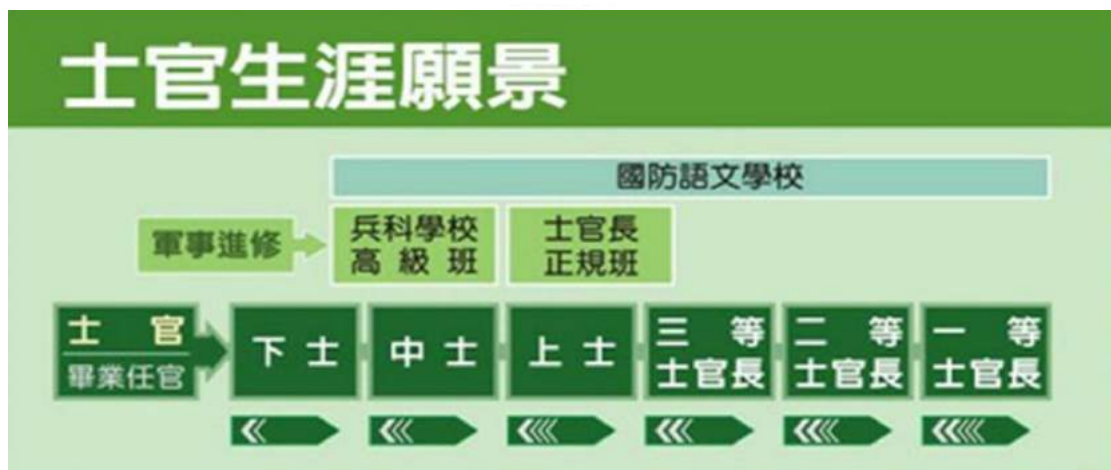 士官生涯願景
國防語文學校
軍事進修
兵科學校
高級班
士官長
正規班
士官
畢業任官
下士
中士
上士
三等
士官長
二等
士官長
一等
士官長